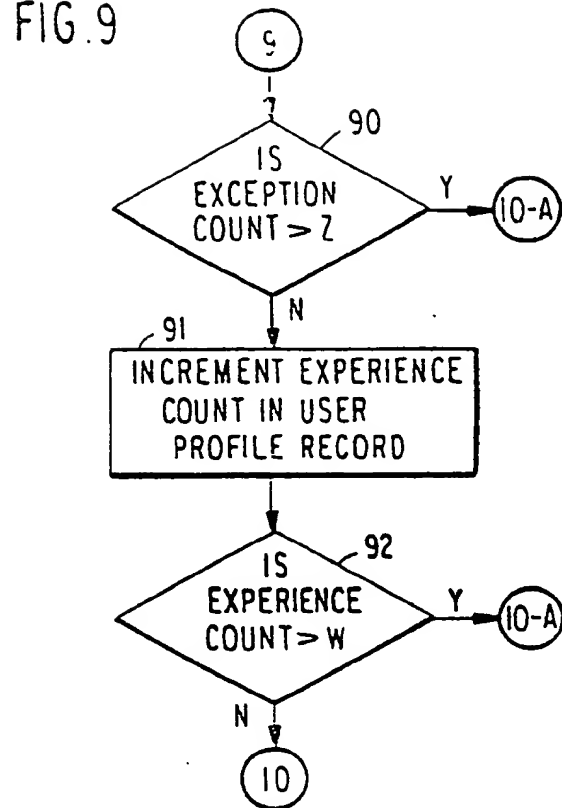 FIG.9
9
90
IS
EXCEPTION
COUNT > Z
Y
10-A
N
91
INCREMENT EXPERIENCE
COUNT IN USER
PROFILE RECORD
92
IS
EXPERIENCE
COUNT > W
Y
10-A
N
10